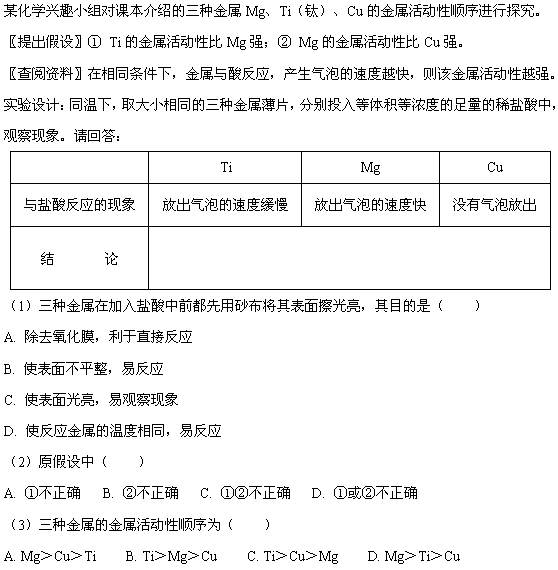 某化学兴趣小组对课本介绍的三种金属 Mg、Ti（钛）、Cu 的金属活动性顺序进行探究。
〖提出假设〗① Ti 的金属活动性比 Mg 强；② Mg 的金属活动性比 Cu 强。
〖查阅资料〗在相同条件下，金属与酸反应，产生气泡的速度越快，则该金属活动性越强。
实验设计：同温下，取大小相同的三种金属薄片，分别投入等体积等浓度的足量的稀盐酸中，
观察现象。请回答：
Ti Mg Cu
与盐酸反应的现象 放出气泡的速度缓慢 放出气泡的速度快 没有气泡放出
结 论
（1）三种金属在加入盐酸中前都先用砂布将其表面擦光亮，其目的是（ ）
A. 除去氧化膜，利于直接反应
B. 使表面不平整，易反应
C. 使表面光亮，易观察现象
D. 使反应金属的温度相同，易反应
（2）原假设中（ ）
A. ①不正确 B. ②不正确 C. ①②不正确 D. ①或②不正确
（3）三种金属的金属活动性顺序为（ ）
A. Mg＞Cu＞Ti B. Ti＞Mg＞Cu C. Ti＞Cu＞Mg D. Mg＞Ti＞Cu